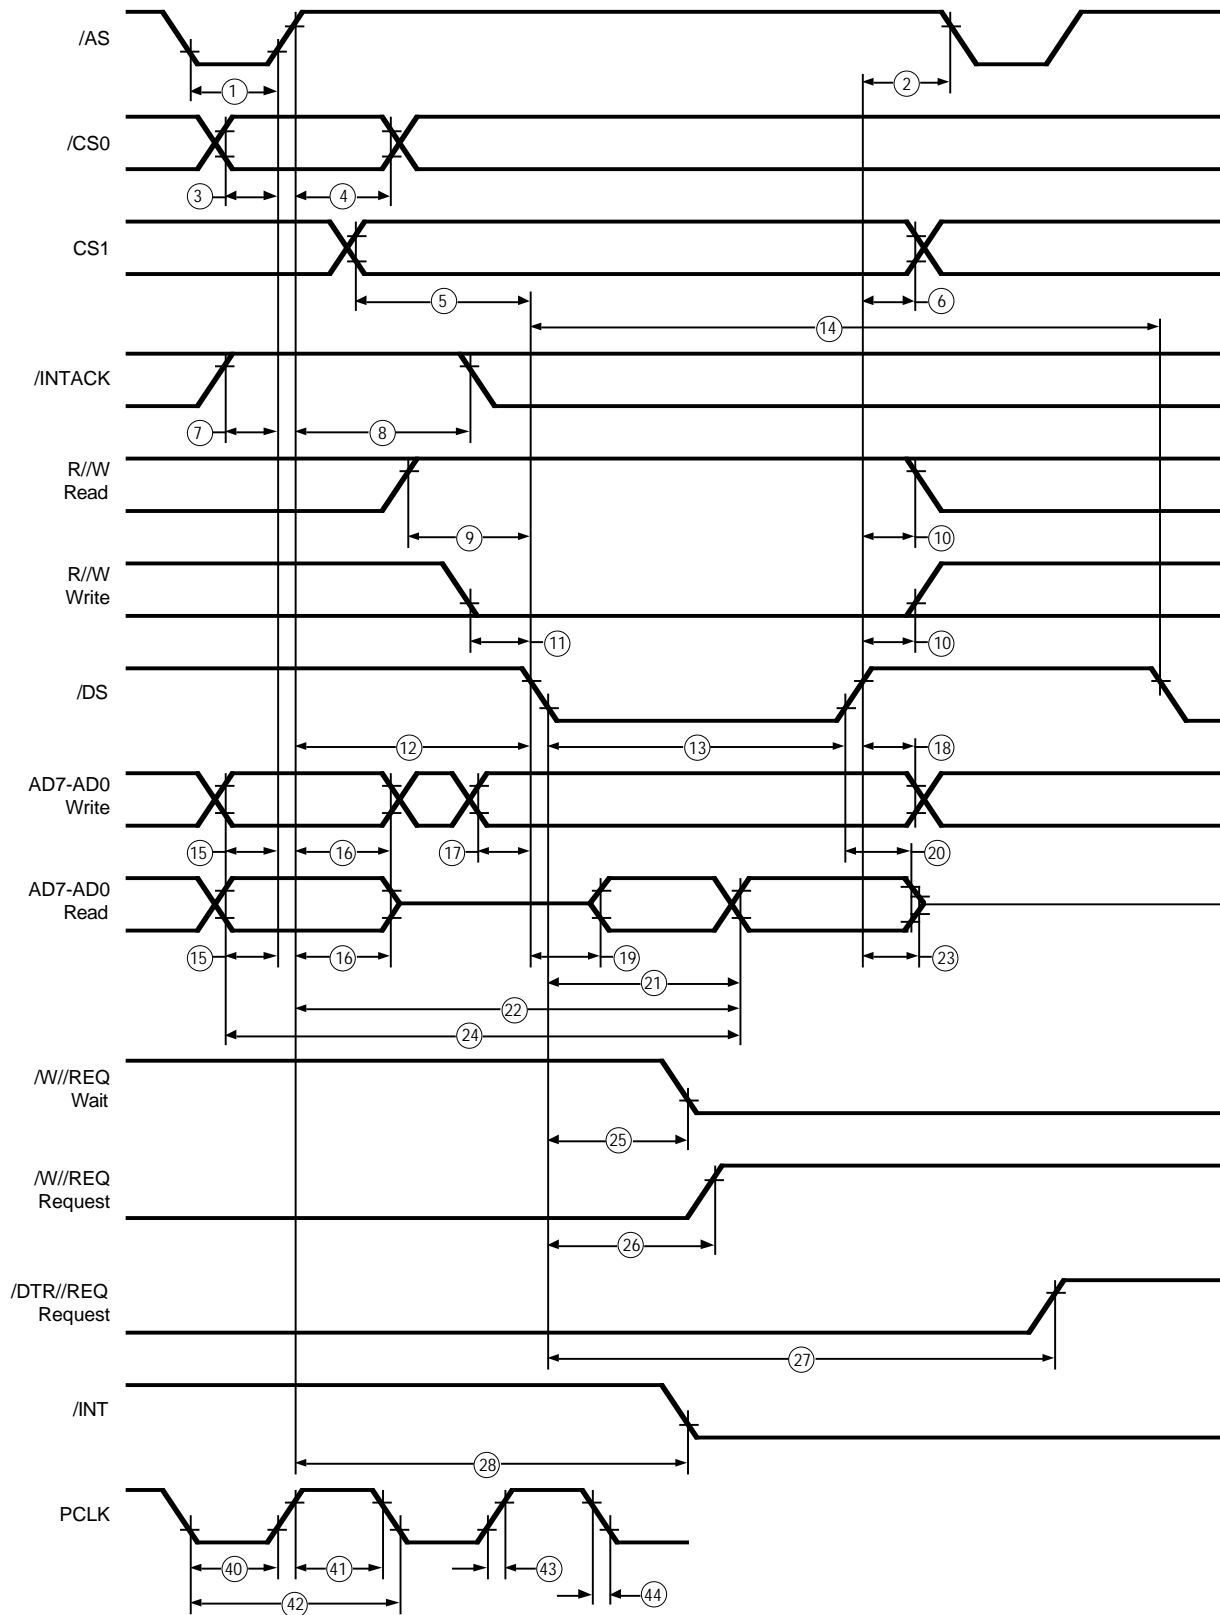 /AS
1
2
/CS0
3
4
CS1
5
6
14
/INTACK
7
8
R//W
Read
9
10
R//W
Write
11
10
/DS
12
13
18
AD7-AD0
Write
15
16
17
20
AD7-AD0
Read
15
16
19
23
21
22
24
/W//REQ
Wait
25
/W//REQ
Request
26
/DTR//REQ
Request
27
/INT
28
PCLK
40
41
43
42
44